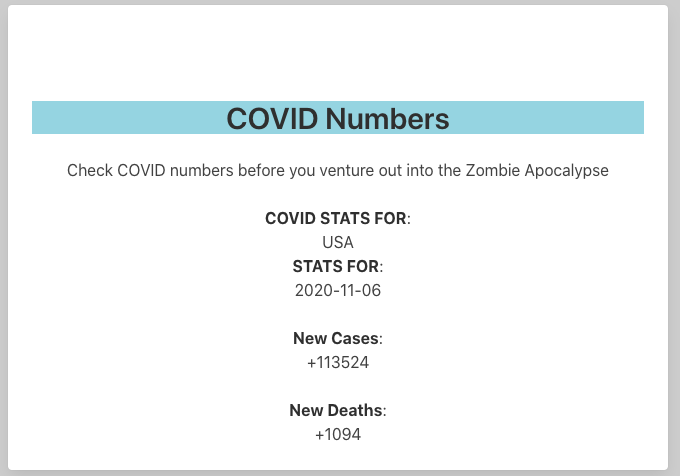 COVID Numbers
Check COVID numbers before you venture out into the Zombie Apocalypse
COVID STATS FOR:
USA
STATS FOR:
2020-11-06
New Cases:
+113524
New Deaths:
+1094